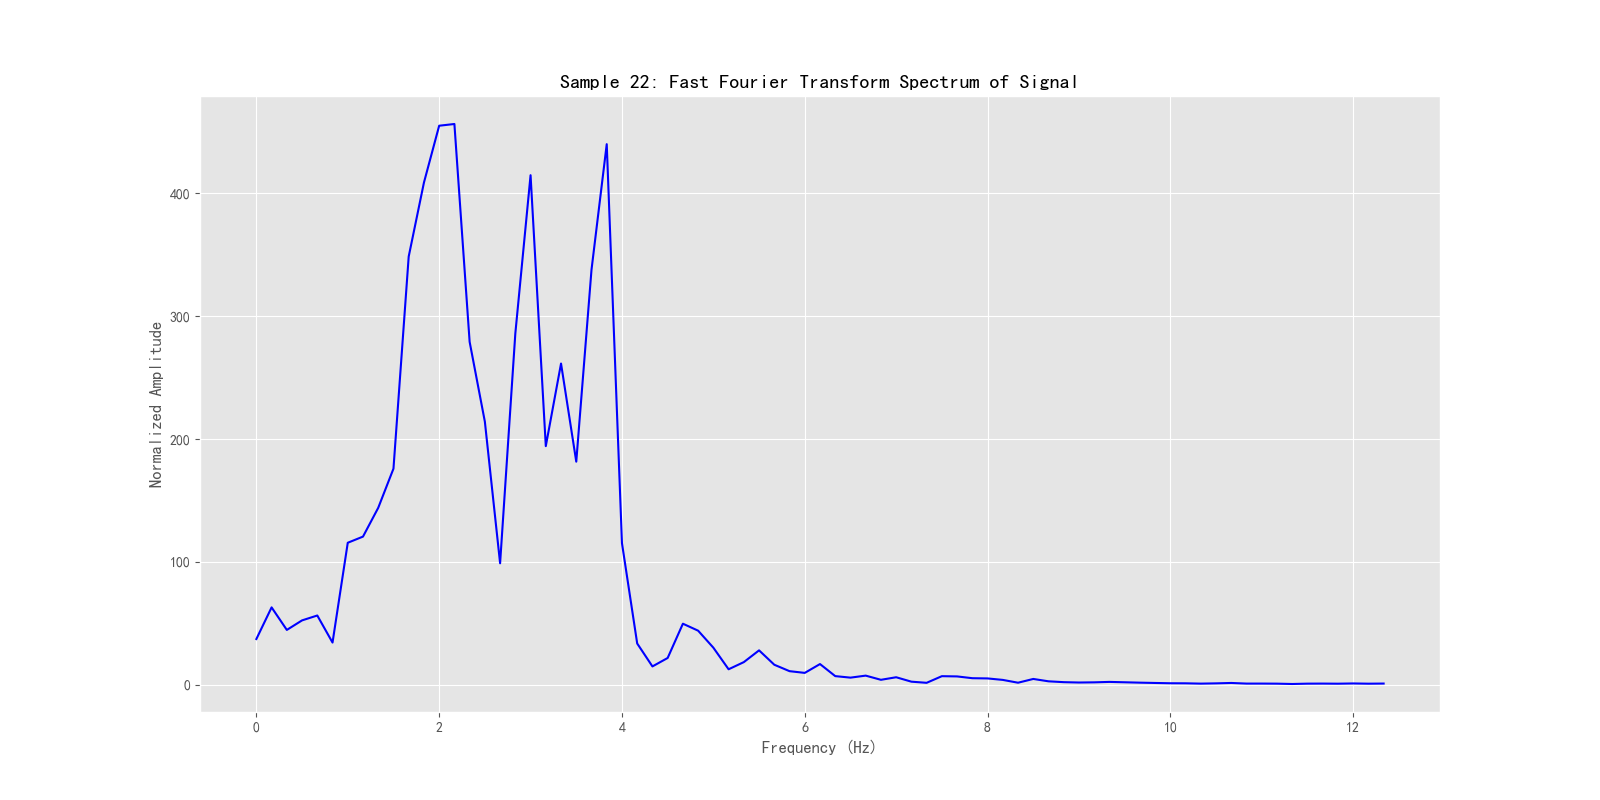 Sample 22: Fast Fourier Transform Spectrum of Signal
400
300
200
100
0
Normalized Amplitude
0 2 4 6 8 10 12
Frequency (Hz)